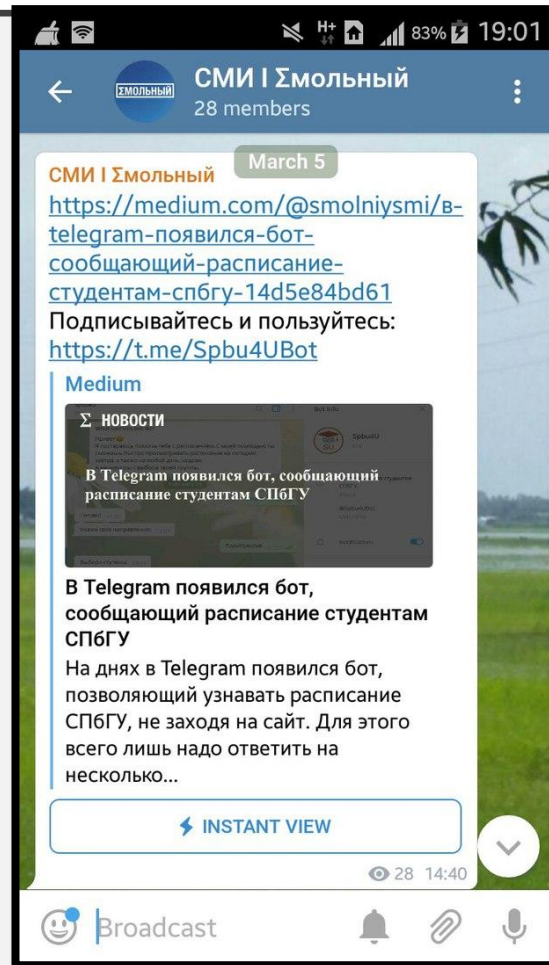 H+
83%
19:01
ΣМОЛЬНЫЙ
СМИ I Σмольный
28 members
March 5
СМИ I Σмольный
https://medium.com/@smolniysmi/в-
telegram-появился-бот-
сообщающий-расписание-
студентам-спбгу-14d5e84bd61
Подписывайтесь и пользуйтесь:
https://t.me/Spbu4UBot
Medium
Σ НОВОСТИ
В Telegram появился бот, сообщающий
расписание студентам СПбГУ
В Telegram появился бот,
сообщающий расписание студентам
СПбГУ
На днях в Telegram появился бот,
позволяющий узнавать расписание
СПбГУ, не заходя на сайт. Для этого
всего лишь надо ответить на
несколько...
INSTANT VIEW
28 14:40
Broadcast